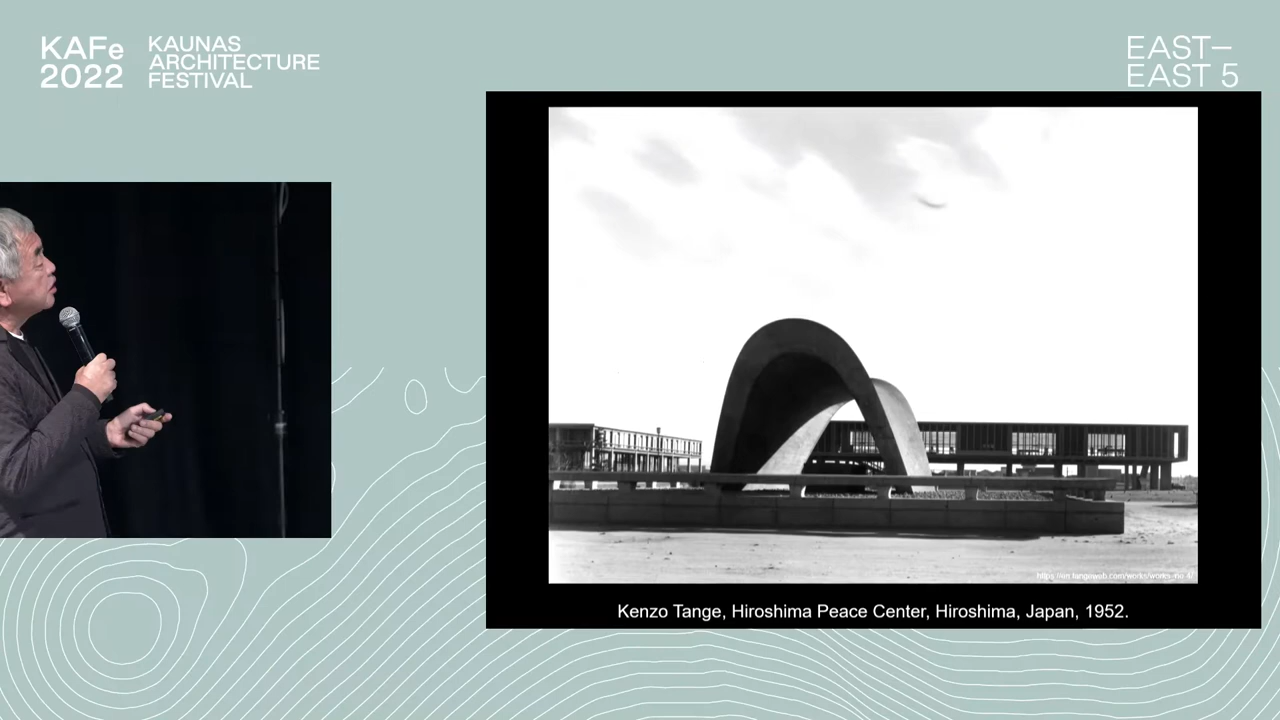 KAFe
2022
KAUNAS
ARCHITECTURE
FESTIVAL
EAST–
EAST 5
Kenzo Tange, Hiroshima Peace Center, Hiroshima, Japan, 1952.